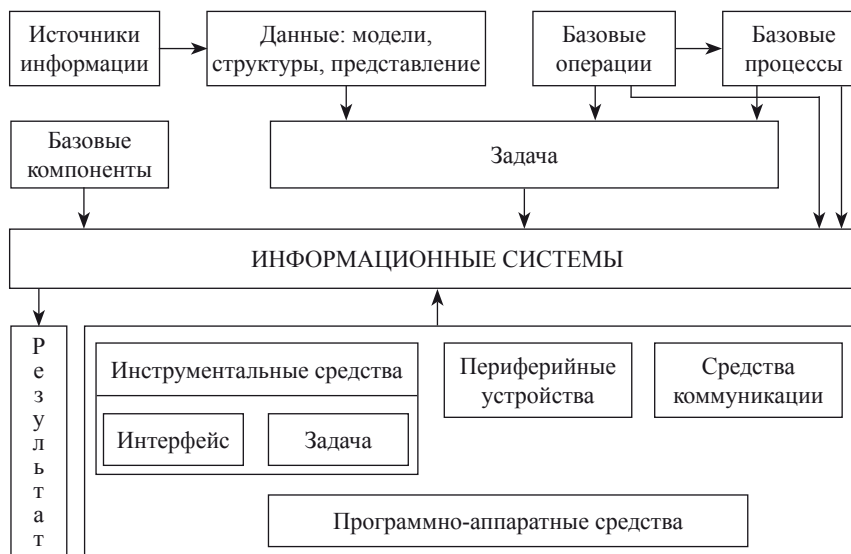 Источники
информации
Данные: модели,
структуры, представление
Базовые
операции
Базовые
процессы
Базовые
компоненты
Задача
ИНФОРМАЦИОННЫЕ СИСТЕМЫ
Результат
Инструментальные средства
Интерфейс
Задача
Периферийные
устройства
Средства
коммуникации
Программно-аппаратные средства